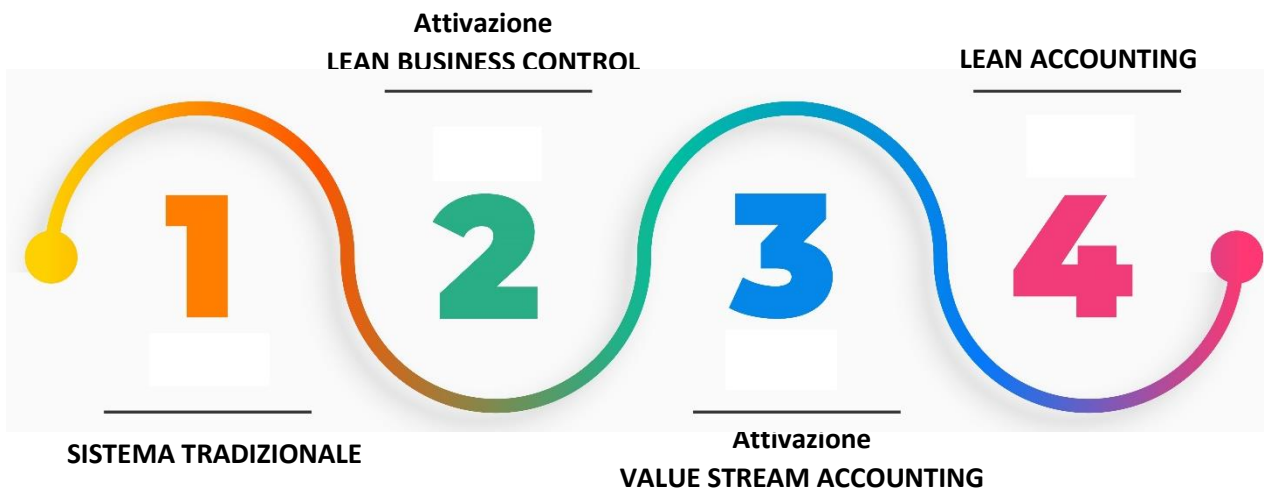 Attivazione
LEAN BUSINESS CONTROL
LEAN ACCOUNTING
1
2
3
4
SISTEMA TRADIZIONALE
Attivazione
VALUE STREAM ACCOUNTING